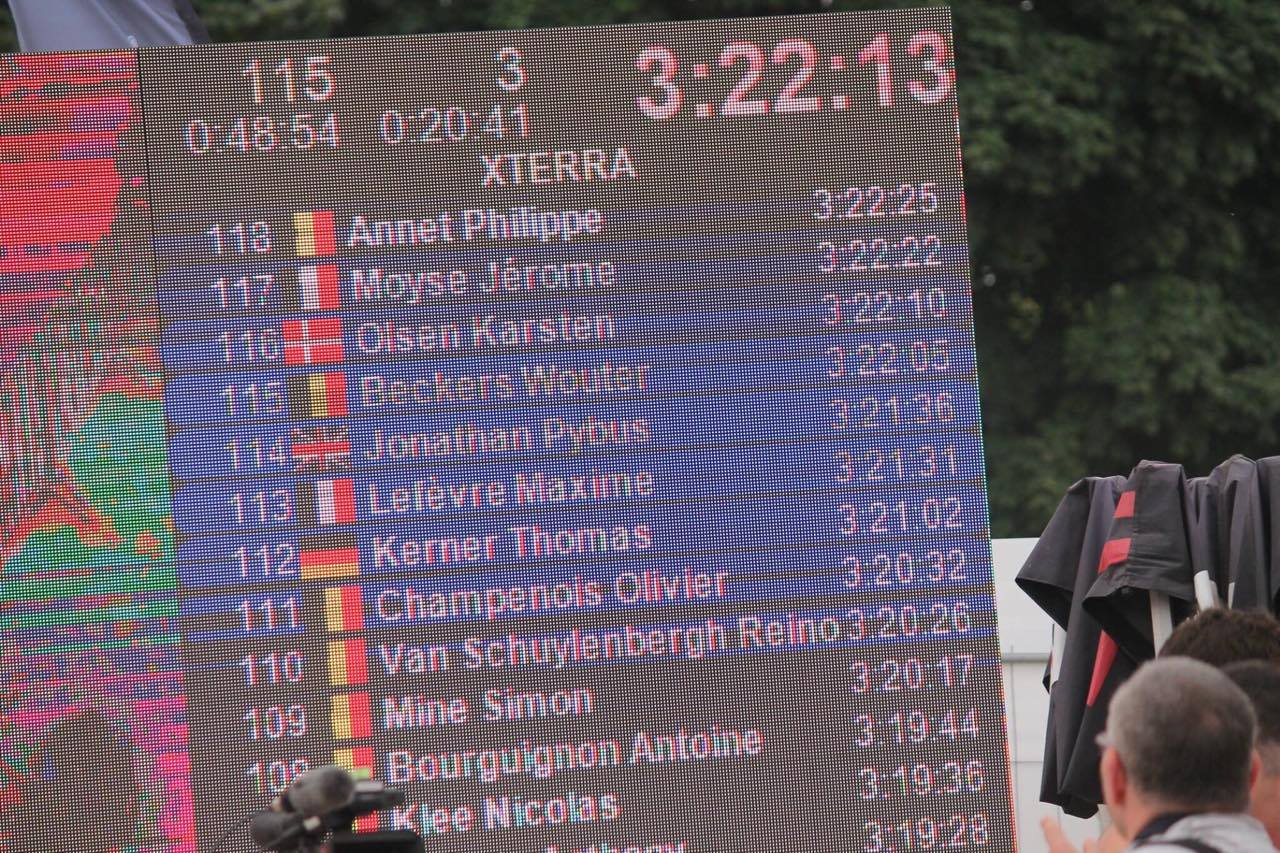 115 3 3:22:13
0:48:54 0:20:41
XTERRA
118 Annet Philippe 3:22:25
117 Moyse Jérome 3:22:22
116 Olsen Karsten 3:22:10
115 Beckers Wouter 3:22:05
114 Jonathan Pybus 3:21:36
113 Lefèvre Maxime 3:21:31
112 Kerner Thomas 3:21:02
111 Champenois Olivier 3:20:32
110 Van Schuylenbergh Reino 3:20:26
109 Mine Simon 3:20:17
108 Bourguignon Antoine 3:19:44
Klee Nicolas 3:19:36
Anthony 3:19:28